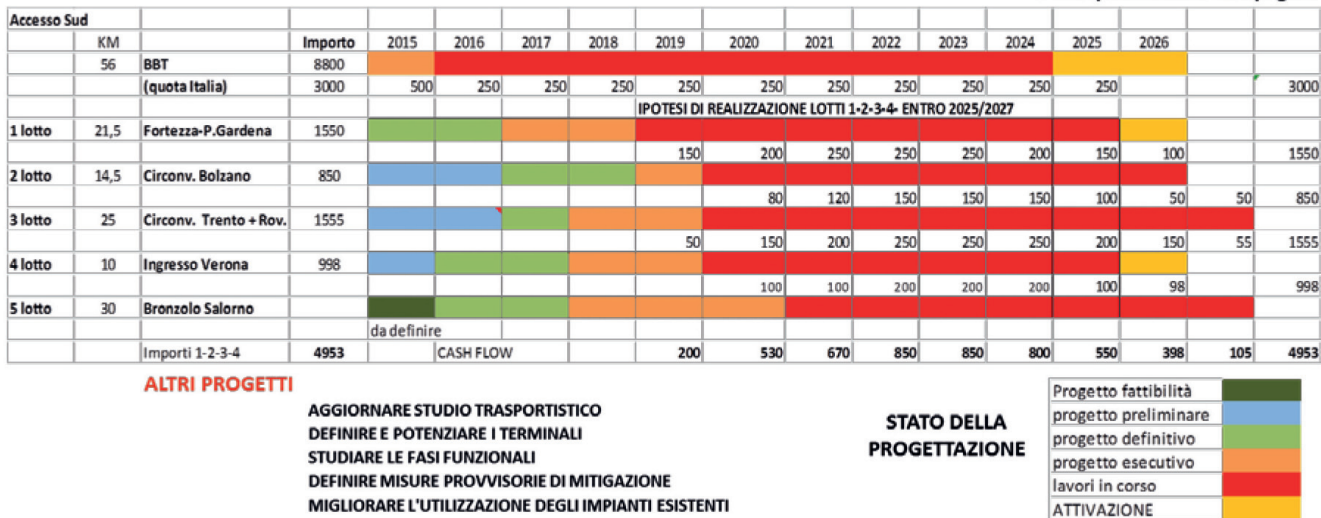 Accesso Sud
KM Importo 2015 2016 2017 2018 2019 2020 2021 2022 2023 2024 2025 2026
56 BBT 8800
(quota Italia) 3000 500 250 250 250 250 250 250 250 250 250 250 3000
IPOTESI DI REALIZZAZIONE LOTTI 1-2-3-4- ENTRO 2025/2027
1 lotto 21,5 Fortezza-P.Gardena 1550
150 200 250 250 250 200 150 100 1550
2 lotto 14,5 Circonv. Bolzano 850
80 120 150 150 150 100 50 50 850
3 lotto 25 Circonv. Trento + Rov. 1555
50 150 200 250 250 250 200 150 55 1555
4 lotto 10 Ingresso Verona 998
100 100 200 200 200 100 98 998
5 lotto 30 Bronzolo Salorno
da definire
Importi 1-2-3-4 4953 CASH FLOW 200 530 670 850 850 800 550 398 105 4953
ALTRI PROGETTI
AGGIORNARE STUDIO TRASPORTISTICO
DEFINIRE E POTENZIARE I TERMINALI
STUDIARE LE FASI FUNZIONALI
DEFINIRE MISURE PROVVISORIE DI MITIGAZIONE
MIGLIORARE L'UTILIZZAZIONE DEGLI IMPIANTI ESISTENTI
STATO DELLA
PROGETTAZIONE
Progetto fattibilità
progetto preliminare
progetto definitivo
progetto esecutivo
lavori in corso
ATTIVAZIONE